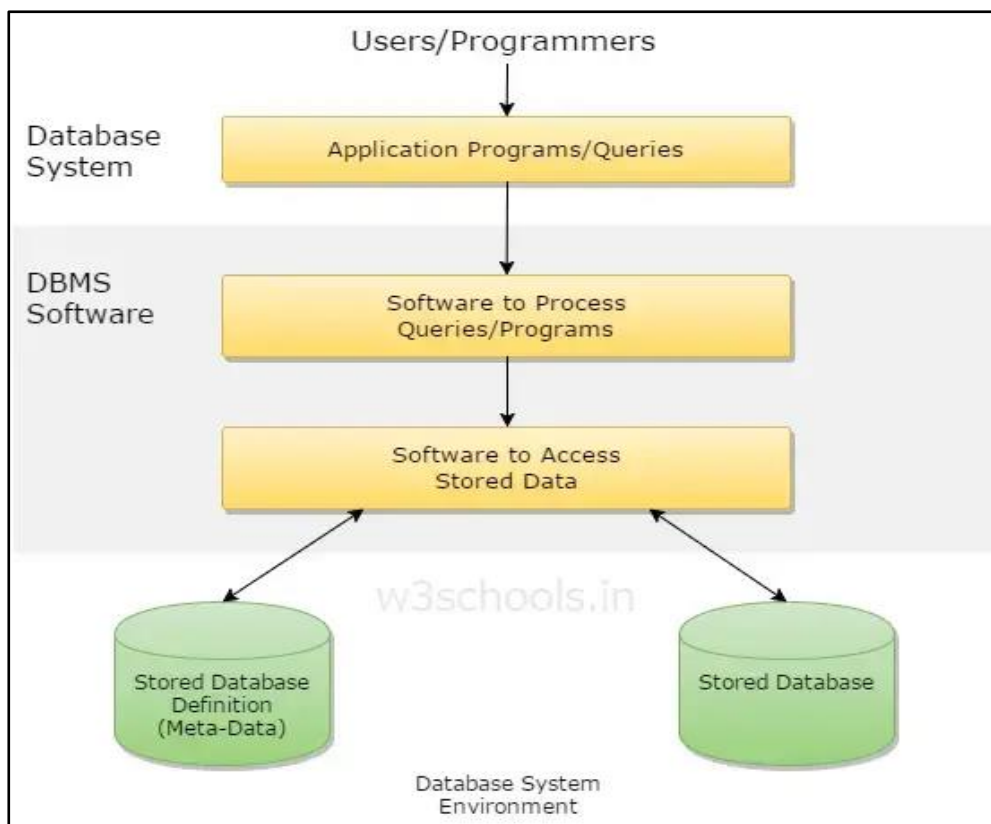 Users/Programmers
Database
System
Application Programs/Queries
DBMS
Software
Software to Process
Queries/Programs
Software to Access
Stored Data
w3schools.in
Stored Database
Definition
(Meta-Data)
Stored Database
Database System
Environment